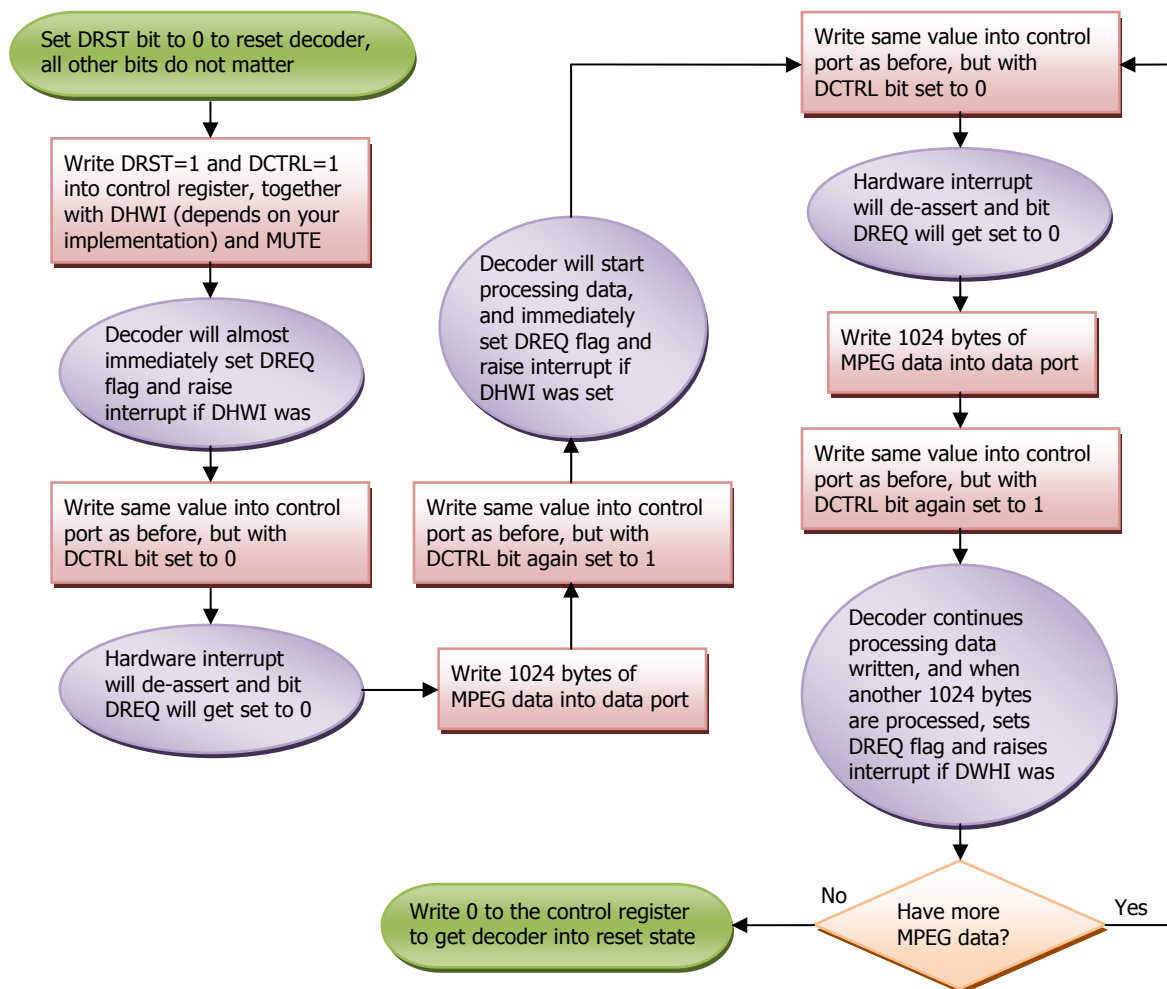 Set DRST bit to 0 to reset decoder,
all other bits do not matter
Write DRST=1 and DCTRL=1
into control register, together
with DHWI (depends on your
implementation) and MUTE
Decoder will almost
immediately set DREQ
flag and raise
interrupt if DHWI was
Write same value into control
port as before, but with
DCTRL bit set to 0
Hardware interrupt
will de-assert and bit
DREQ will get set to 0
Write 1024 bytes of
MPEG data into data port
Write same value into control
port as before, but with
DCTRL bit again set to 1
Decoder will start
processing data,
and immediately
set DREQ flag and
raise interrupt if
DHWI was set
Write same value into control
port as before, but with
DCTRL bit set to 0
Hardware interrupt
will de-assert and bit
DREQ will get set to 0
Write 1024 bytes of
MPEG data into data port
Write same value into control
port as before, but with
DCTRL bit again set to 1
Decoder continues
processing data
written, and when
another 1024 bytes
are processed, sets
DREQ flag and raises
interrupt if DWHI was
Have more
MPEG data?
No
Yes
Write 0 to the control register
to get decoder into reset state